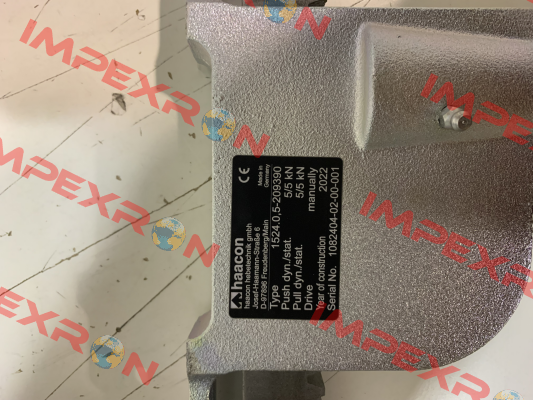 haacon
haacon hebetechnik gmbh
Josef-Haamann-Straße 6
D-97896 Freudenberg/Main
CE
Made in
Germany
Type 1524.0,5-209390
Push dyn./stat. 5/5 kN
Pull dyn./stat. 5/5 kN
Drive manually
Year of construction 2022
Serial No. 1082404-02-00-001
IMPEXRON
IMPEXRON
IMPEXRON
IMPEXRON
IMPEXRON